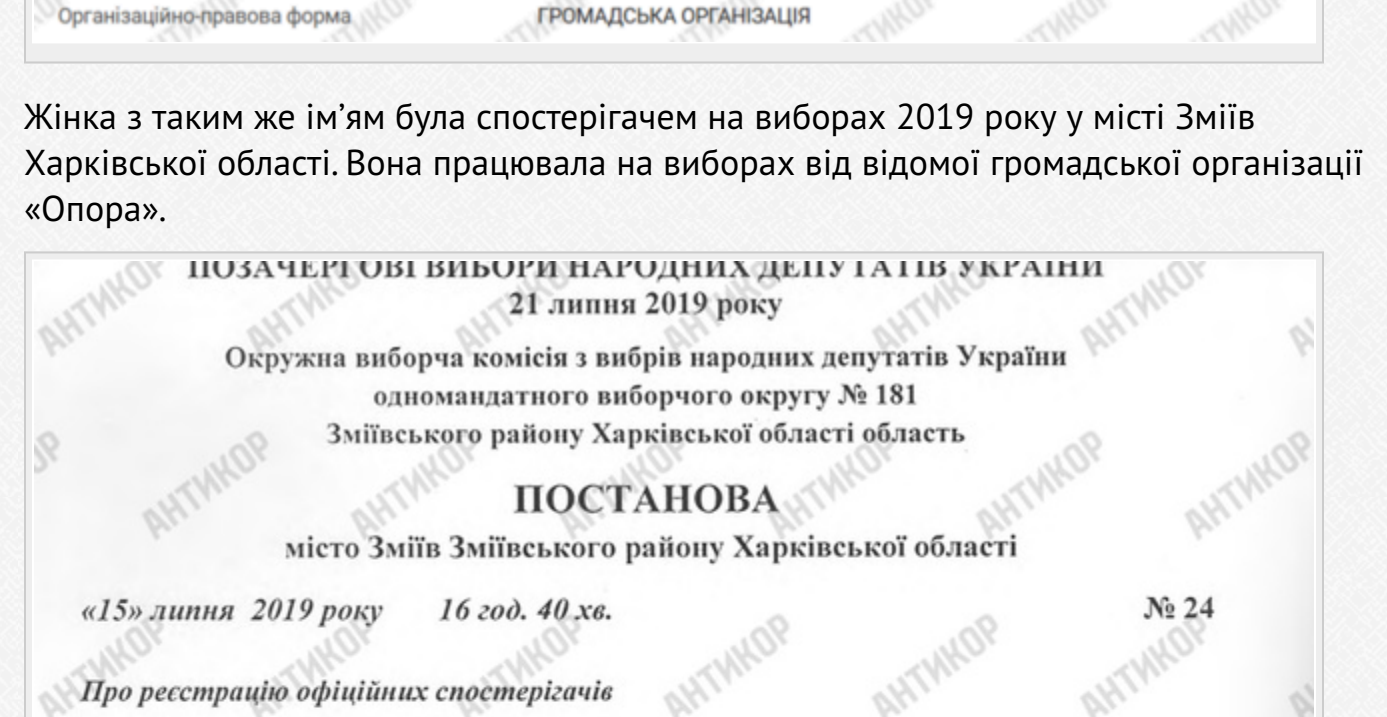 Організаційно-правова форма ГРОМАДСЬКА ОРГАНІЗАЦІЯ
Жінка з таким же ім’ям була спостерігачем на виборах 2019 року у місті Зміїв
Харківської області. Вона працювала на виборах від відомої громадської організації
«Опора».
ПОЗАЧЕРГОВІ ВИБОРИ НАРОДНИХ ДЕПУТАТІВ УКРАЇНИ
21 липня 2019 року
Окружна виборча комісія з вибрів народних депутатів України
одномандатного виборчого округу № 181
Зміївського району Харківської області область
ПОСТАНОВА
місто Зміїв Зміївського району Харківської області
«15» липня 2019 року 16 год. 40 хв. № 24
Про реєстрацію офіційних спостерігачів
АНТИКОР